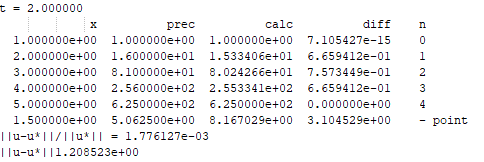 t = 2.000000
x prec calc diff n
1.000000e+00 1.000000e+00 1.000000e+00 7.105427e-15 0
2.000000e+00 1.600000e+01 1.533406e+01 6.659412e-01 1
3.000000e+00 8.100000e+01 8.024266e+01 7.573449e-01 2
4.000000e+00 2.560000e+02 2.553341e+02 6.659412e-01 3
5.000000e+00 6.250000e+02 6.250000e+02 0.000000e+00 4
1.500000e+00 5.062500e+00 8.167029e+00 3.104529e+00 - point
||u-u*||/||u*|| = 1.776127e-03
||u-u*||1.208523e+00